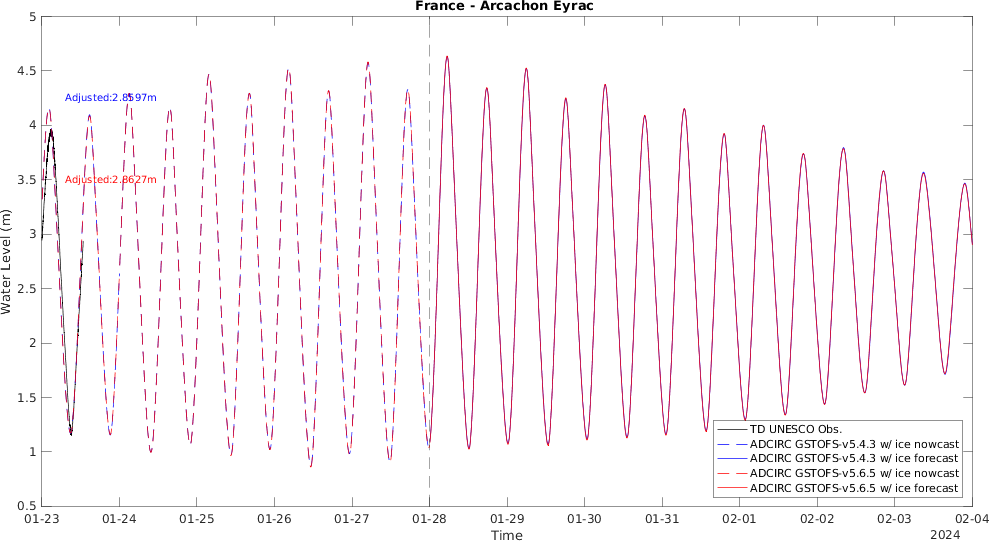 France - Arcachon Eyrac
5
4.5
4
3.5
3
2.5
2
1.5
1
0.5
Water Level (m)
Adjusted:2.8597m
Adjusted:2.8627m
TD UNESCO Obs.
ADCIRC GSTOFS-v5.4.3 w/ ice nowcast
ADCIRC GSTOFS-v5.4.3 w/ ice forecast
ADCIRC GSTOFS-v5.6.5 w/ ice nowcast
ADCIRC GSTOFS-v5.6.5 w/ ice forecast
01-23 01-24 01-25 01-26 01-27 01-28 01-29 01-30 01-31 02-01 02-02 02-03 02-04
Time
2024